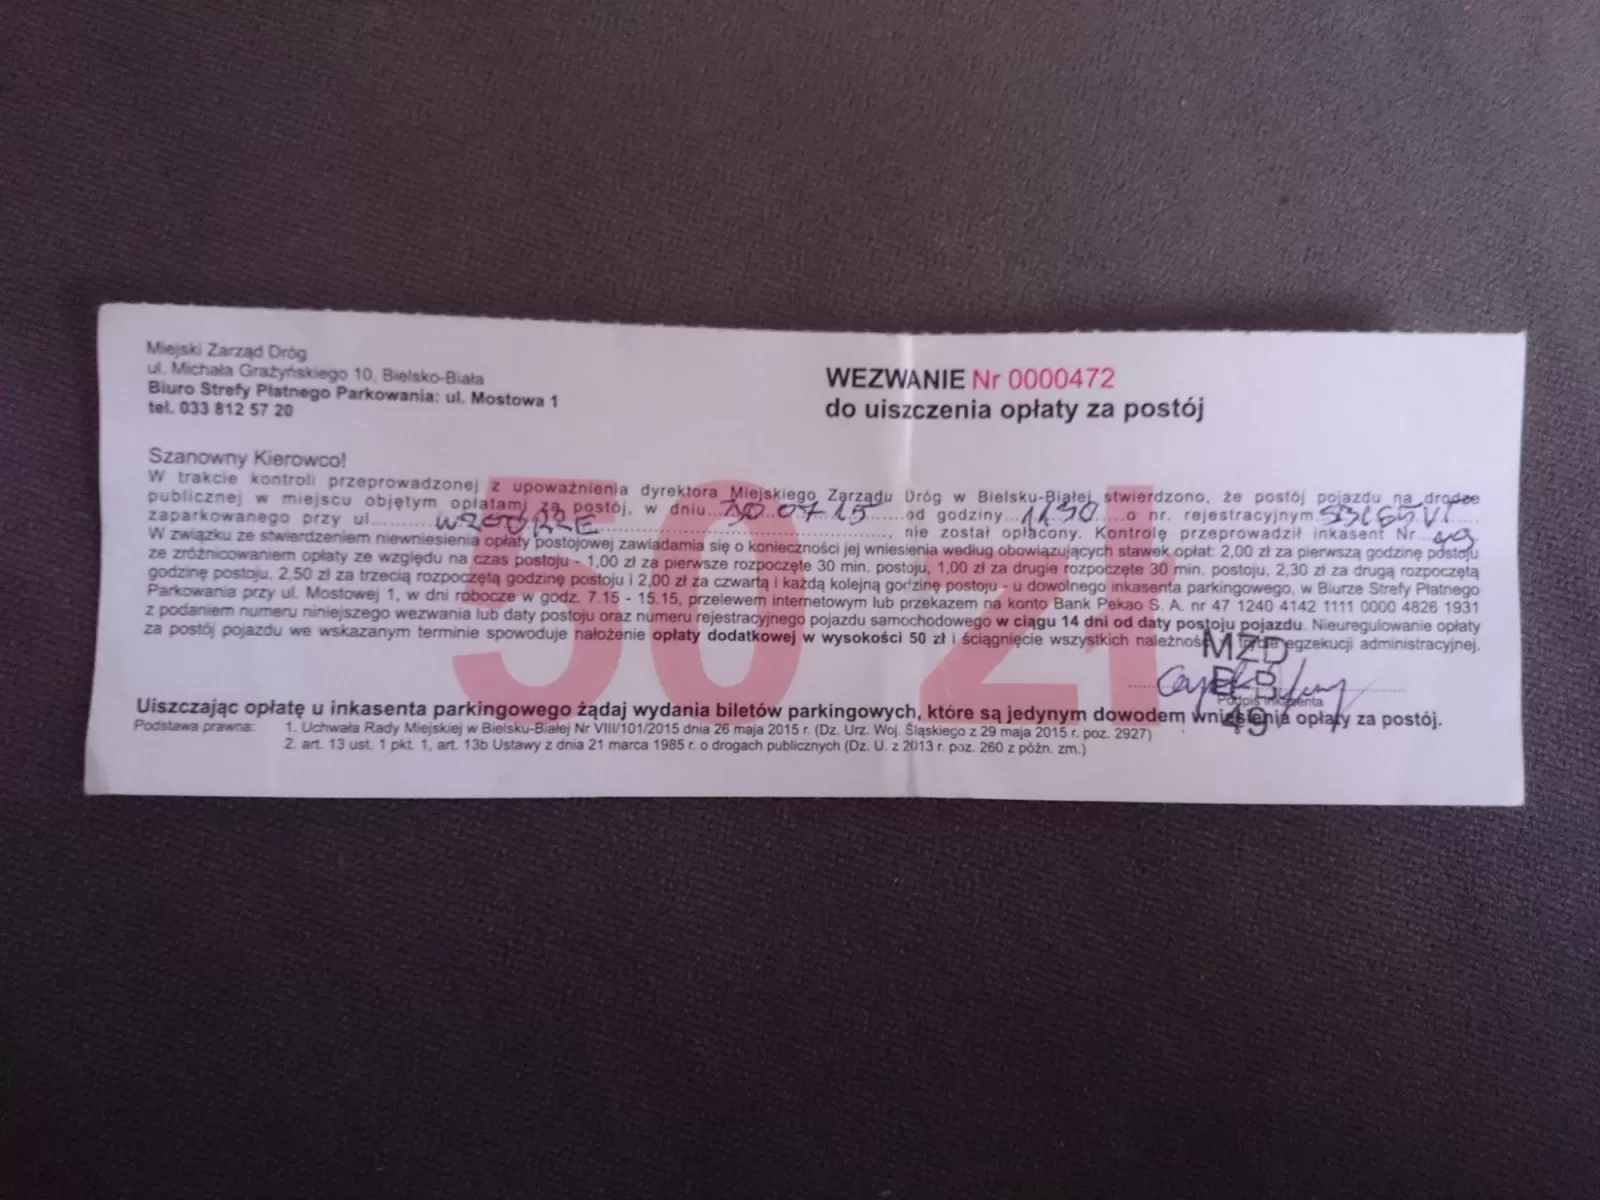 Miejski Zarząd Dróg
ul. Michała Grażyńskiego 10, Bielsko-Biała
Biuro Strefy Płatnego Parkowania: ul. Mostowa 1
tel. 033 812 57 20
WEZWANIE Nr 0000472
do uiszczenia opłaty za postój
50 zł
Szanowny Kierowco!
W trakcie kontroli przeprowadzonej z upoważnienia dyrektora Miejskiego Zarządu Dróg w Bielsku-Białej stwierdzono, że postój pojazdu na drodze
publicznej w miejscu objętym opłatami za postój, w dniu 30 07 15 od godziny 1130 o nr. rejestracyjnym
zaparkowanego przy ul. WZGÓRZE, nie został opłacony. Kontrolę przeprowadził inkasent Nr 49
W związku ze stwierdzeniem niewniesienia opłaty postojowej zawiadamia się o konieczności jej wniesienia według obowiązujących stawek opłat: 2,00 zł za pierwszą godzinę postoju
ze zróżnicowaniem opłaty ze względu na czas postoju - 1,00 zł za pierwsze rozpoczęte 30 min. postoju, 1,00 zł za drugie rozpoczęte 30 min. postoju, 2,30 zł za drugą rozpoczętą
godzinę postoju, 2,50 zł za trzecią rozpoczętą godzinę postoju i 2,00 zł za czwartą i każdą kolejną godzinę postoju - u dowolnego inkasenta parkingowego, w Biurze Strefy Płatnego
Parkowania przy ul. Mostowej 1, w dni robocze w godz. 7.15 - 15.15, przelewem internetowym lub przekazem na konto Bank Pekao S. A. nr 47 1240 4142 1111 0000 4826 1931
z podaniem numeru niniejszego wezwania lub daty postoju oraz numeru rejestracyjnego pojazdu samochodowego w ciągu 14 dni od daty postoju pojazdu. Nieuregulowanie opłaty
za postój pojazdu we wskazanym terminie spowoduje nałożenie opłaty dodatkowej w wysokości 50 zł i ściągnięcie wszystkich należności w trybie egzekucji administracyjnej.
MZD
49
Podpis inkasenta
Uiszczając opłatę u inkasenta parkingowego żądaj wydania biletów parkingowych, które są jedynym dowodem wniesienia opłaty za postój.
Podstawa prawna: 1. Uchwała Rady Miejskiej w Bielsku-Białej Nr VIII/101/2015 dnia 26 maja 2015 r. (Dz. Urz. Woj. Śląskiego z 29 maja 2015 r. poz. 2927)
2. art. 13 ust. 1 pkt. 1, art. 13b Ustawy z dnia 21 marca 1985 r. o drogach publicznych (Dz. U. z 2013 r. poz. 260 z późn. zm.)